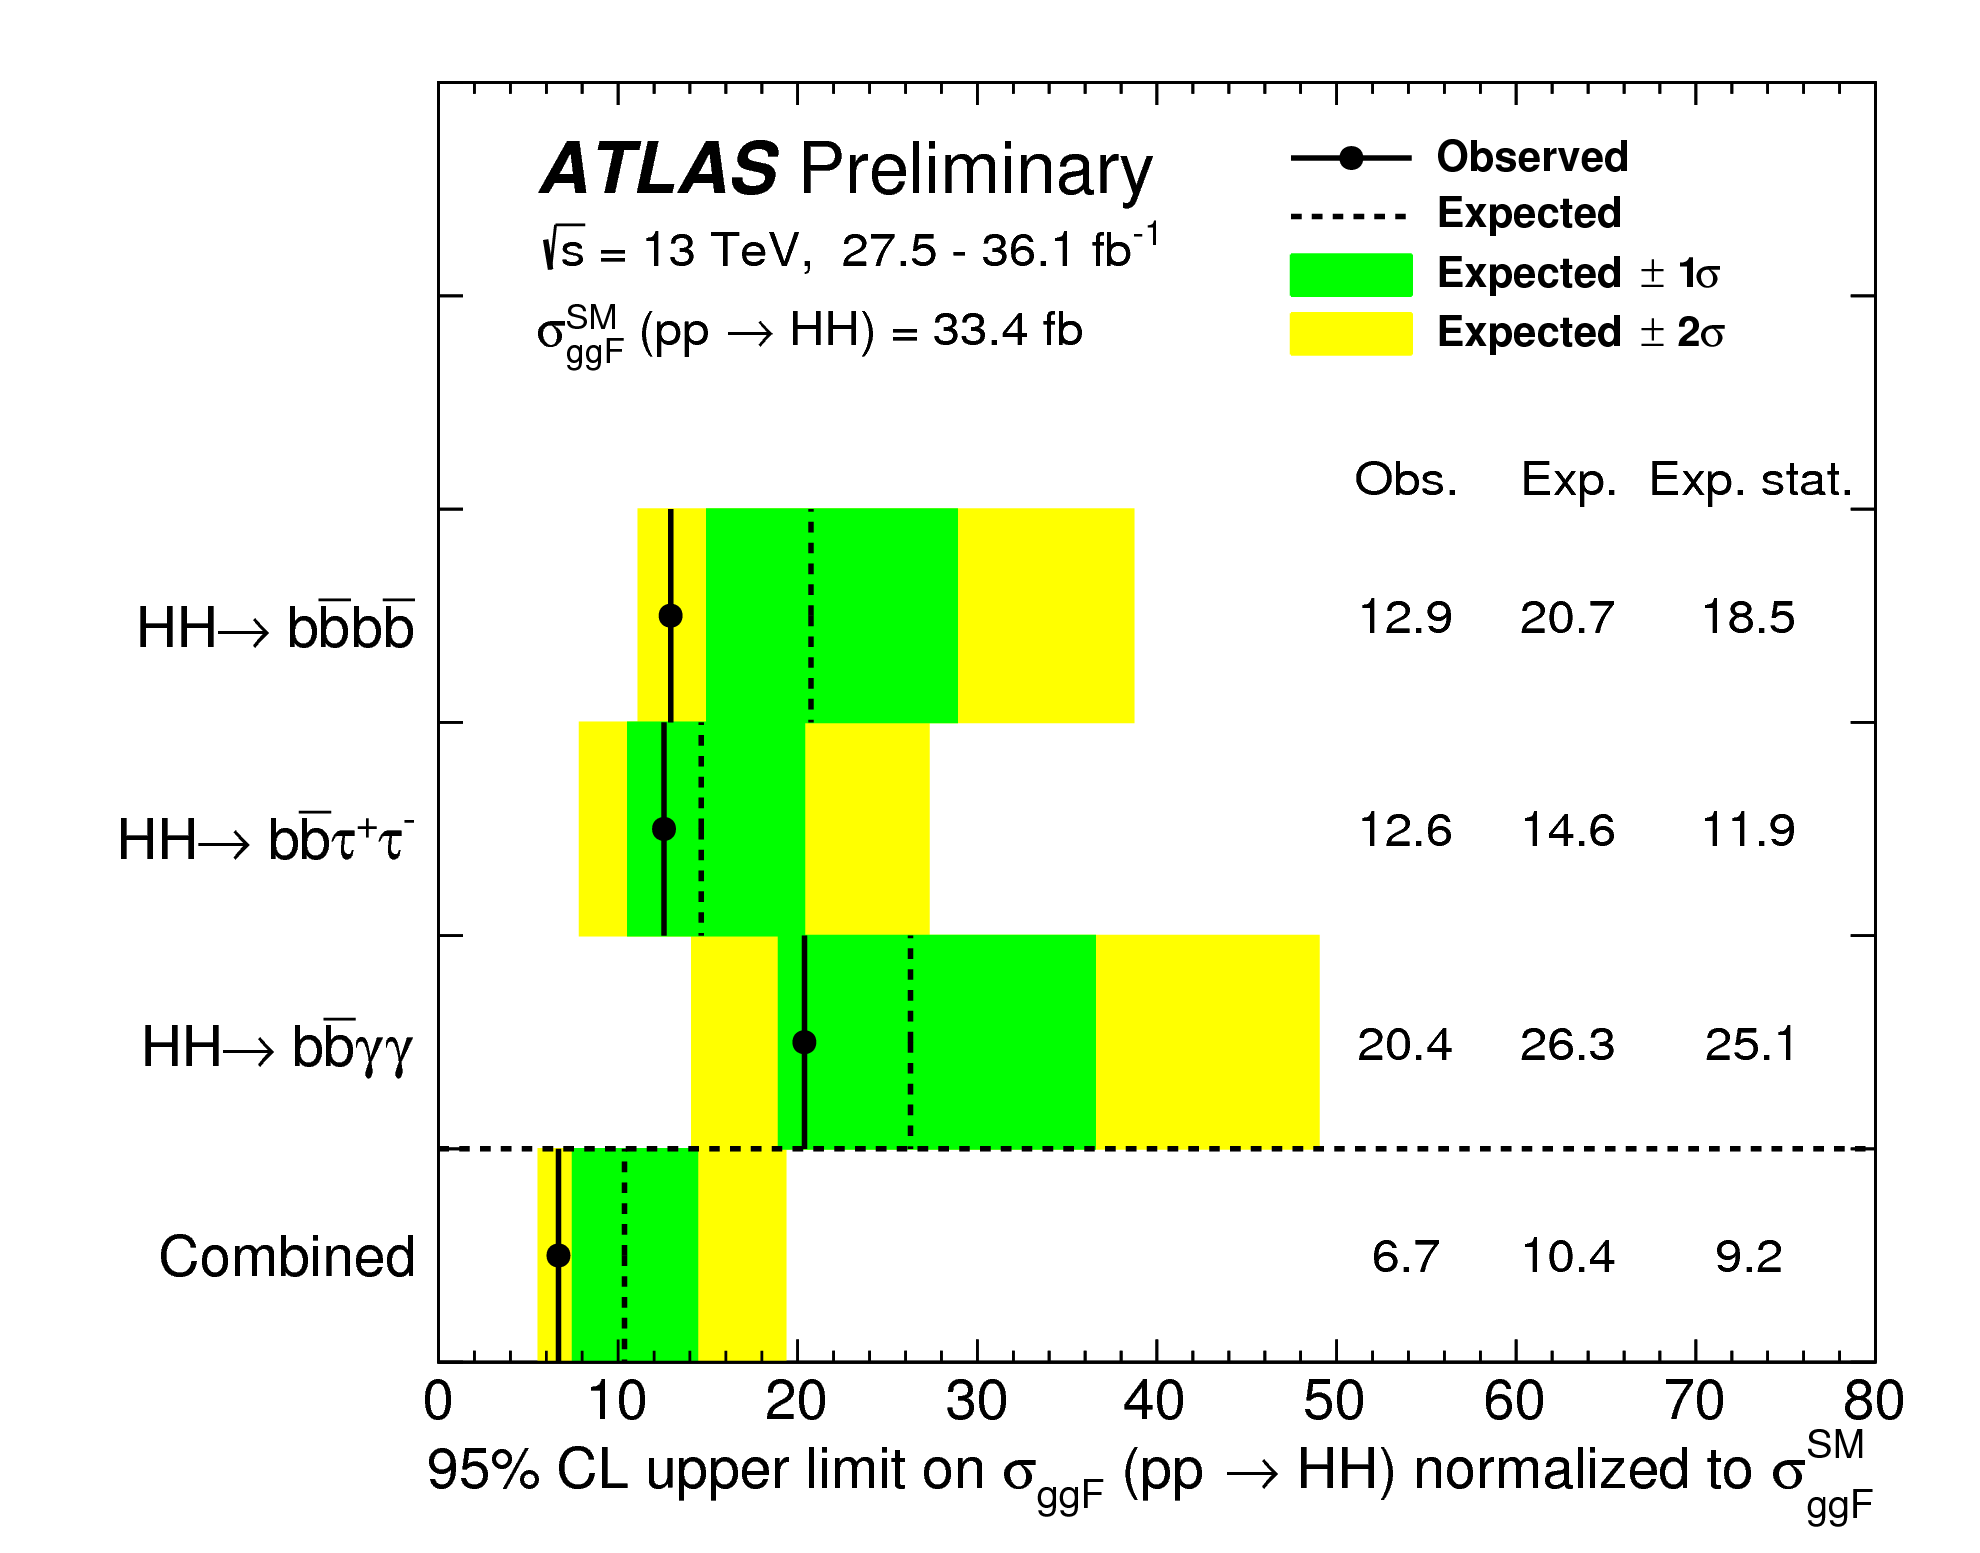 ATLAS Preliminary
√s = 13 TeV, 27.5 - 36.1 fb⁻¹
σ^SM_ggF (pp → HH) = 33.4 fb
Observed
Expected
Expected ± 1σ
Expected ± 2σ
Obs. Exp. Exp. stat.
HH→ bb̅bb̅ 12.9 20.7 18.5
HH→ bb̅τ⁺τ⁻ 12.6 14.6 11.9
HH→ bb̅γγ 20.4 26.3 25.1
Combined 6.7 10.4 9.2
0 10 20 30 40 50 60 70 80
95% CL upper limit on σ_ggF (pp → HH) normalized to σ^SM_ggF